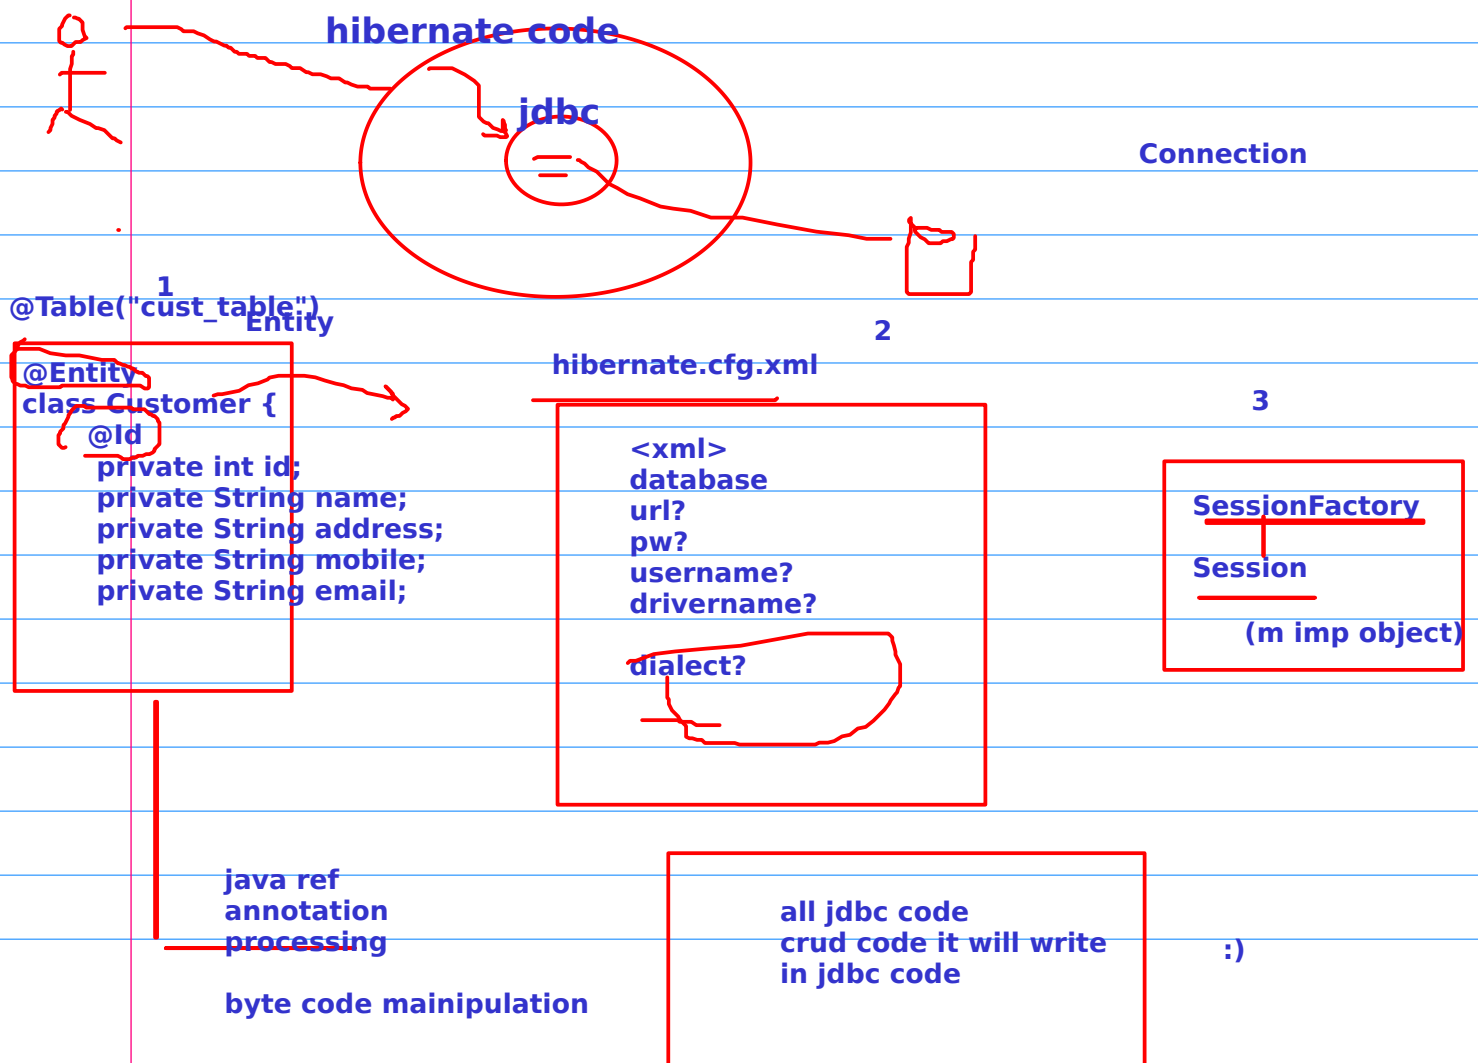 hibernate code
jdbc
Connection
1
@Table("cust_table")
Entity
@Entity
class Customer {
@Id
private int id;
private String name;
private String address;
private String mobile;
private String email;
2
hibernate.cfg.xml
<xml>
database
url?
pw?
username?
drivername?
dialect?
3
SessionFactory
Session
(m imp object)
java ref
annotation
processing
byte code mainipulation
all jdbc code
crud code it will write
in jdbc code
:)